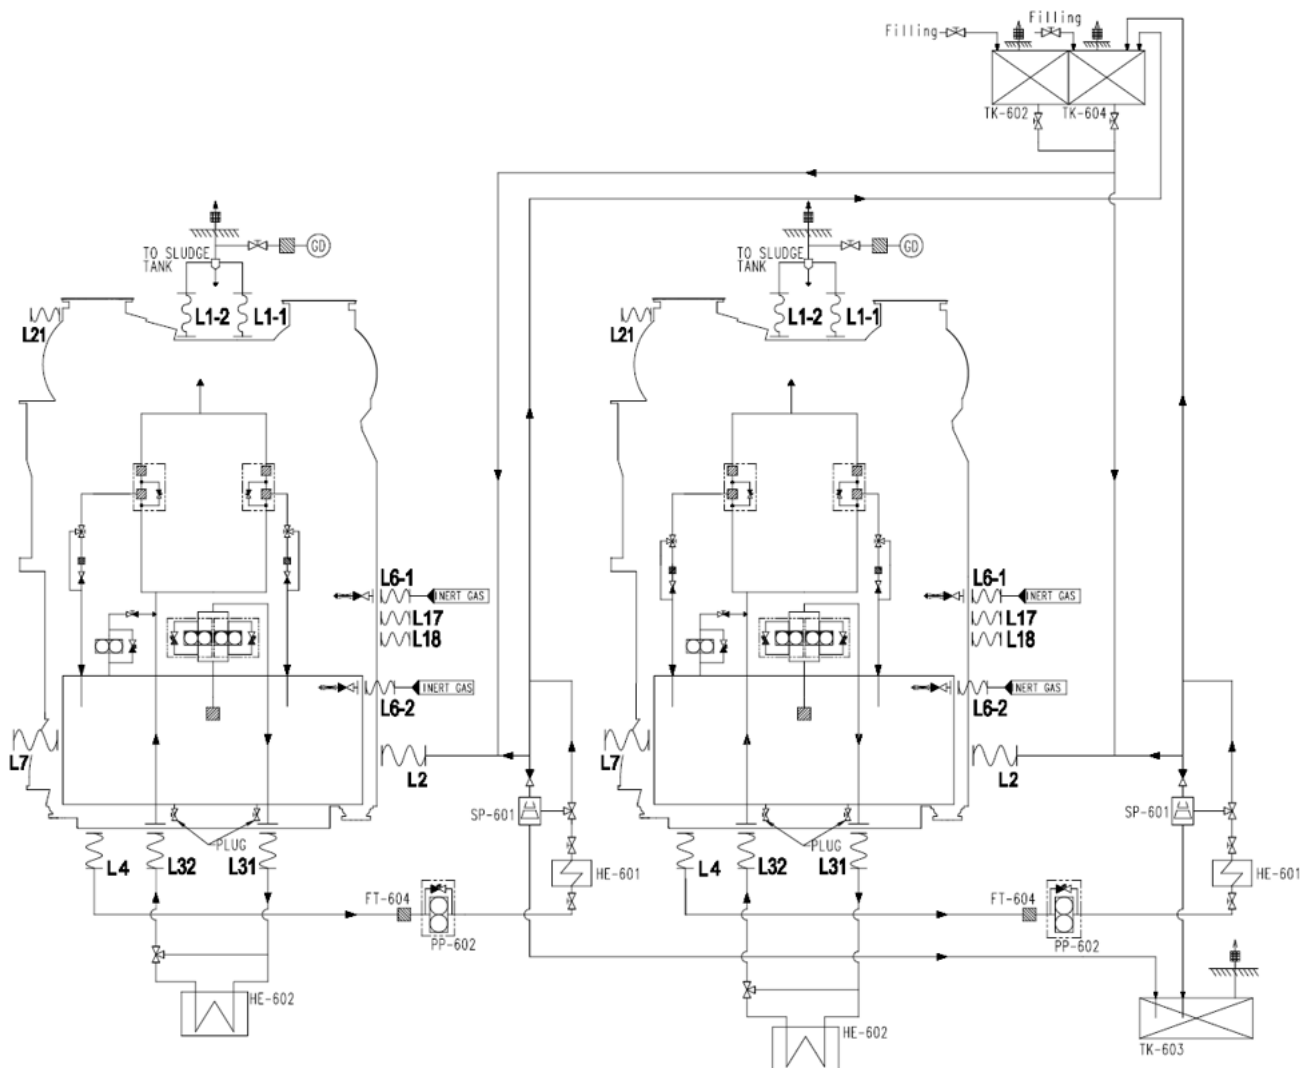 Filling
Filling
TK-602
TK-604
TO SLUDGE
TANK
GD
TO SLUDGE
TANK
GD
L1-2
L1-1
L21
L1-2
L1-1
L21
L6-1
INERT GAS
L17
L18
L6-1
INERT GAS
L17
L18
INERT GAS
L6-2
INERT GAS
L6-2
L7
L2
L7
L2
SP-601
SP-601
PLUG
PLUG
L4
L32
L31
HE-601
L4
L32
L31
HE-601
FT-604
PP-602
FT-604
PP-602
HE-602
HE-602
TK-603